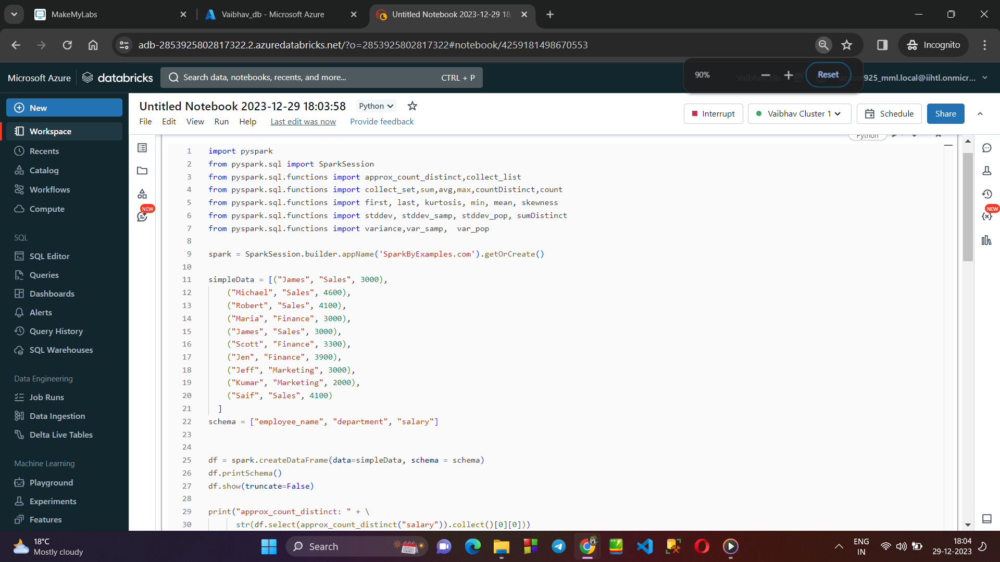 MakeMyLabs
Vaibhav_db - Microsoft Azure
Untitled Notebook 2023-12-29 18:
adb-2853925802817322.2.azuredatabricks.net/?o=2853925802817322#notebook/4259181498670553
Incognito
Microsoft Azure
databricks
Search data, notebooks, recents, and more...
CTRL + P
90%
Reset
Vaibhav_db
925_mml.local@iihtl.onmicr...
New
Workspace
Recents
Catalog
Workflows
Compute
SQL
SQL Editor
Queries
Dashboards
Alerts
Query History
SQL Warehouses
Data Engineering
Job Runs
Data Ingestion
Delta Live Tables
Machine Learning
Playground
Experiments
Features
Untitled Notebook 2023-12-29 18:03:58
Python
File Edit View Run Help Last edit was now Provide feedback
Interrupt
Vaibhav Cluster 1
Schedule
Share
NEW
NEW
Python
1 import pyspark
2 from pyspark.sql import SparkSession
3 from pyspark.sql.functions import approx_count_distinct,collect_list
4 from pyspark.sql.functions import collect_set,sum,avg,max,countDistinct,count
5 from pyspark.sql.functions import first, last, kurtosis, min, mean, skewness
6 from pyspark.sql.functions import stddev, stddev_samp, stddev_pop, sumDistinct
7 from pyspark.sql.functions import variance,var_samp,  var_pop
8
9 spark = SparkSession.builder.appName('SparkByExamples.com').getOrCreate()
10
11 simpleData = [("James", "Sales", 3000),
12 ("Michael", "Sales", 4600),
13 ("Robert", "Sales", 4100),
14 ("Maria", "Finance", 3000),
15 ("James", "Sales", 3000),
16 ("Scott", "Finance", 3300),
17 ("Jen", "Finance", 3900),
18 ("Jeff", "Marketing", 3000),
19 ("Kumar", "Marketing", 2000),
20 ("Saif", "Sales", 4100)
21 ]
22 schema = ["employee_name", "department", "salary"]
23
24
25 df = spark.createDataFrame(data=simpleData, schema = schema)
26 df.printSchema()
27 df.show(truncate=False)
28
29 print("approx_count_distinct: " + \
30 str(df.select(approx_count_distinct("salary")).collect()[0][0]))
18°C
Mostly cloudy
Search
ENG
IN
18:04
29-12-2023